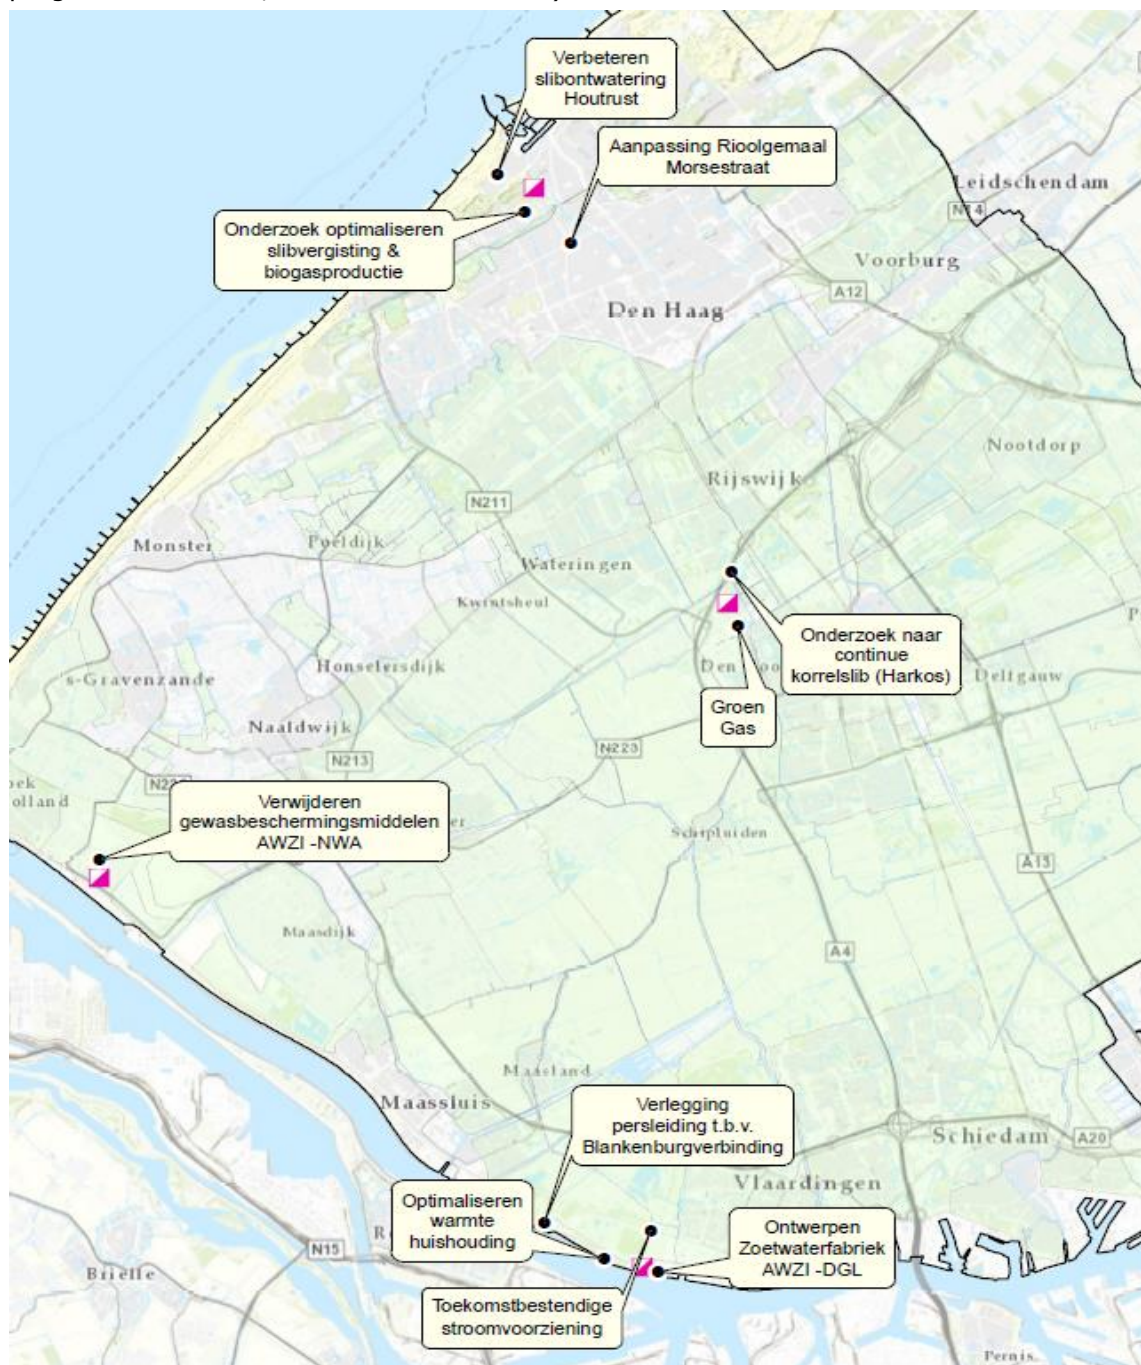 Verbeteren
slibontwatering
Houtrust
Aanpassing Rioolgemaal
Morsestraat
Leidschendam
N14
Onderzoek optimaliseren
slibvergisting &
biogasproductie
Voorburg
A12
Den Haag
Nootdorp
Rijswijk
N211
Monster
Poeldijk
Wateringen
Kwintsheul
Onderzoek naar
continue
korrelslib (Harkos)
Honselersdijk
's-Gravenzande
Den
Delfgauw
Groen
Gas
Naaldwijk
N223
N213
Verwijderen
gewasbeschermingsmiddelen
AWZI -NWA
Schipluiden
A13
Maasdijk
A4
Maasland
Maassluis
Verlegging
persleiding t.b.v.
Blankenburgverbinding
Schiedam
A20
Vlaardingen
Optimaliseren
warmte
huishouding
Ontwerpen
Zoetwaterfabriek
AWZI -DGL
N15
Brielle
Toekomstbestendige
stroomvoorziening
Pernis